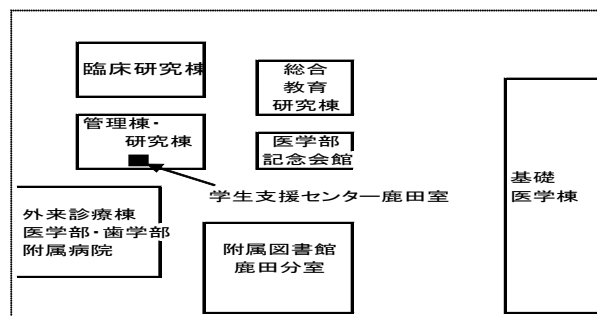 臨床研究棟
総合
教育
研究棟
管理棟・
研究棟
医学部
記念会館
学生支援センター鹿田室
基礎
医学棟
外来診療棟
医学部・歯学部
附属病院
附属図書館
鹿田分室